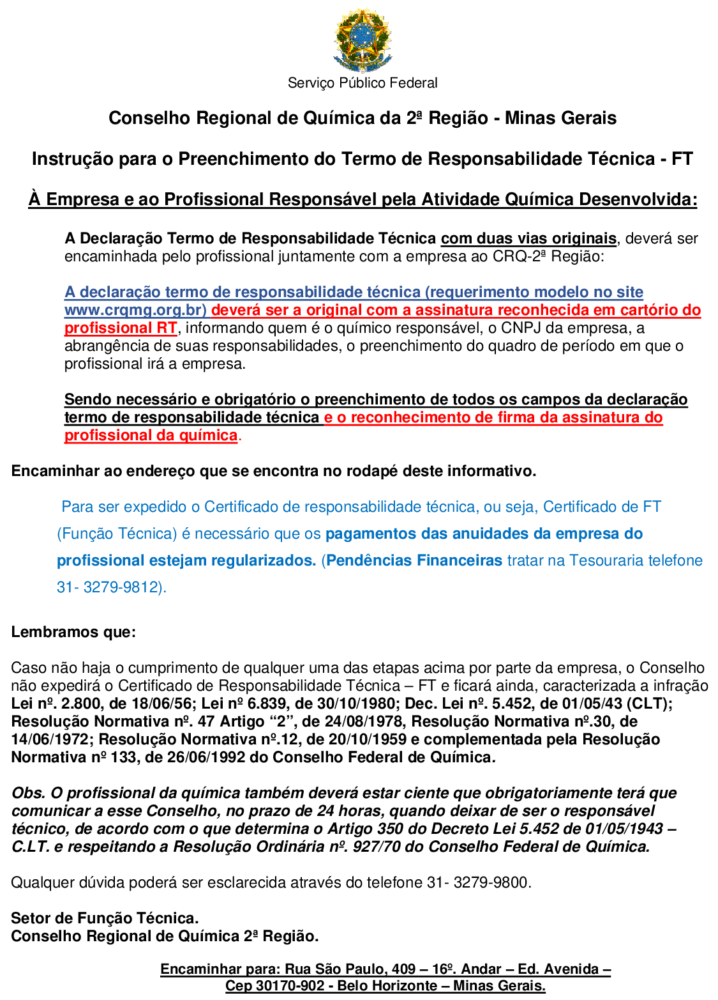 Serviço Público Federal
Conselho Regional de Química da 2ª Região - Minas Gerais
Instrução para o Preenchimento do Termo de Responsabilidade Técnica - FT
À Empresa e ao Profissional Responsável pela Atividade Química Desenvolvida:
A Declaração Termo de Responsabilidade Técnica com duas vias originais, deverá ser
encaminhada pelo profissional juntamente com a empresa ao CRQ-2ª Região:
A declaração termo de responsabilidade técnica (requerimento modelo no site
www.crqmg.org.br) deverá ser a original com a assinatura reconhecida em cartório do
profissional RT, informando quem é o químico responsável, o CNPJ da empresa, a
abrangência de suas responsabilidades, o preenchimento do quadro de período em que o
profissional irá a empresa.
Sendo necessário e obrigatório o preenchimento de todos os campos da declaração
termo de responsabilidade técnica e o reconhecimento de firma da assinatura do
profissional da química.
Encaminhar ao endereço que se encontra no rodapé deste informativo.
Para ser expedido o Certificado de responsabilidade técnica, ou seja, Certificado de FT
(Função Técnica) é necessário que os pagamentos das anuidades da empresa do
profissional estejam regularizados. (Pendências Financeiras tratar na Tesouraria telefone
31- 3279-9812).
Lembramos que:
Caso não haja o cumprimento de qualquer uma das etapas acima por parte da empresa, o Conselho
não expedirá o Certificado de Responsabilidade Técnica – FT e ficará ainda, caracterizada a infração
Lei nº. 2.800, de 18/06/56; Lei nº 6.839, de 30/10/1980; Dec. Lei nº. 5.452, de 01/05/43 (CLT);
Resolução Normativa nº. 47 Artigo “2”, de 24/08/1978, Resolução Normativa nº.30, de
14/06/1972; Resolução Normativa nº.12, de 20/10/1959 e complementada pela Resolução
Normativa nº 133, de 26/06/1992 do Conselho Federal de Química.
Obs. O profissional da química também deverá estar ciente que obrigatoriamente terá que
comunicar a esse Conselho, no prazo de 24 horas, quando deixar de ser o responsável
técnico, de acordo com o que determina o Artigo 350 do Decreto Lei 5.452 de 01/05/1943 –
C.LT. e respeitando a Resolução Ordinária nº. 927/70 do Conselho Federal de Química.
Qualquer dúvida poderá ser esclarecida através do telefone 31- 3279-9800.
Setor de Função Técnica.
Conselho Regional de Química 2ª Região.
Encaminhar para: Rua São Paulo, 409 – 16º. Andar – Ed. Avenida –
Cep 30170-902 - Belo Horizonte – Minas Gerais.